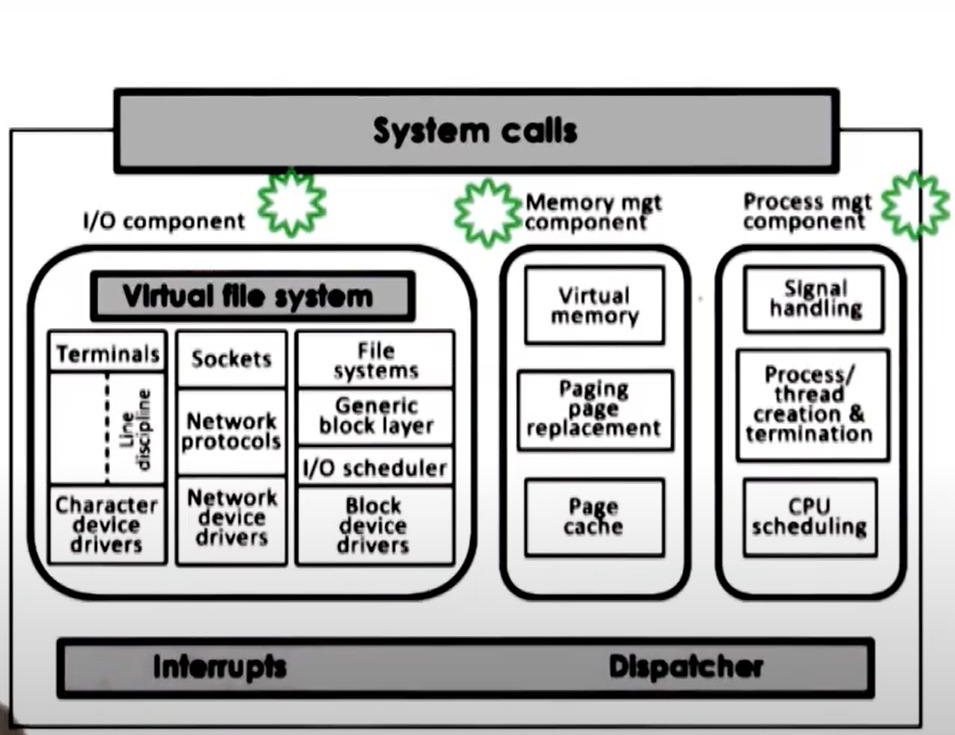 System calls
I/O component
Memory mgt
component
Process mgt
component
Virtual file system
Terminals
Line
discipline
Character
device
drivers
Sockets
Network
protocols
Network
device
drivers
File
systems
Generic
block layer
I/O scheduler
Block
device
drivers
Virtual
memory
Paging
page
replacement
Page
cache
Signal
handling
Process/
thread
creation &
termination
CPU
scheduling
Interrupts
Dispatcher